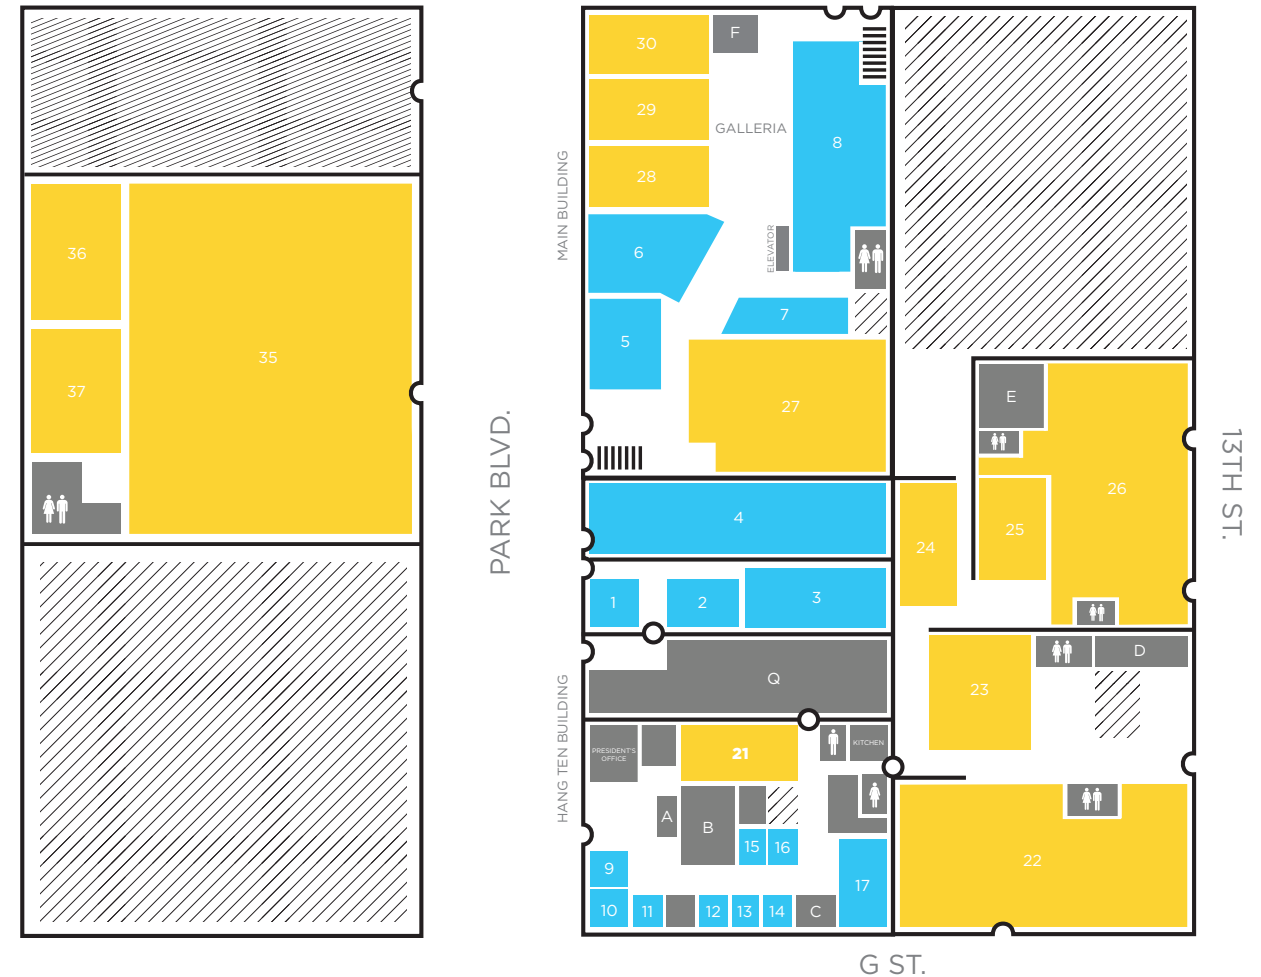 30
F
29
GALLERIA
8
MAIN BUILDING
28
36
6
ELEVATOR
7
5
35
37
27
E
PARK BLVD.
13TH ST.
26
4
25
24
1
2
3
D
Q
23
HANG TEN BUILDING
PRESIDENT'S
OFFICE
21
KITCHEN
A
B
15
16
22
9
17
10
11
12
13
14
C
G ST.